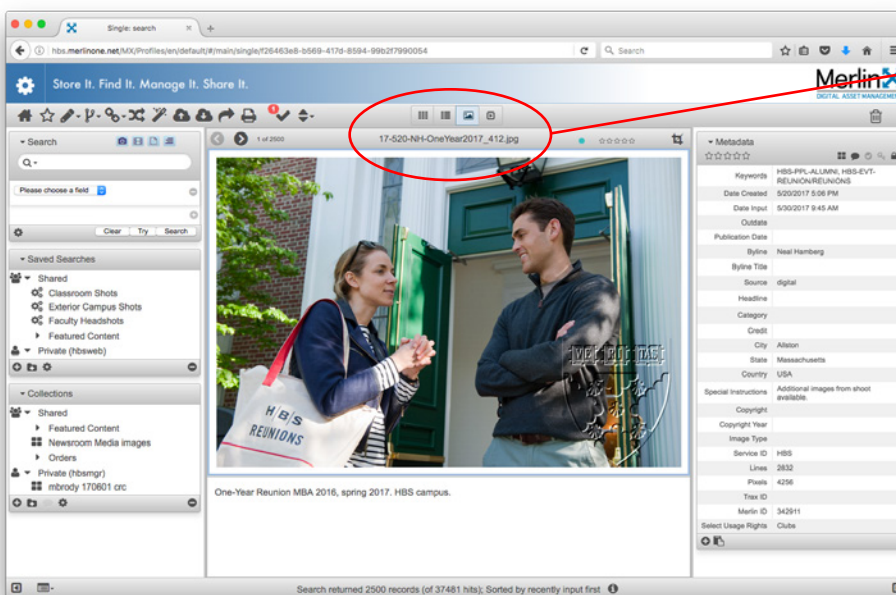 Single: search
hbs.merlinone.net/MX/Profiles/en/default/#/main/single/f26463e8-b569-417d-8594-99b2f7990054
Search
Store It. Find It. Manage It. Share It.
Merlin
DIGITAL ASSET MANAGEMENT
1
1 of 2500
17-520-NH-OneYear2017_412.jpg
Search
Please choose a field
Clear Try Search
Saved Searches
Shared
Classroom Shots
Exterior Campus Shots
Faculty Headshots
Featured Content
Private (hbsweb)
Collections
Shared
Featured Content
Newsroom Media images
Orders
Private (hbsmgr)
mbrody 170601 crc
HBS
REUNIONS
VE RI TAS
One-Year Reunion MBA 2016, spring 2017. HBS campus.
Metadata
Keywords HBS-PPL-ALUMNI, HBS-EVT-
REUNION/REUNIONS
Date Created 5/20/2017 5:06 PM
Date Input 5/30/2017 9:45 AM
Outdate
Publication Date
Byline Neal Hamberg
Byline Title
Source digital
Headline
Category
Credit
City Allston
State Massachusetts
Country USA
Special Instructions Additional images from shoot
available.
Copyright
Copyright Year
Image Type
Service ID HBS
Lines 2832
Pixels 4256
Trax ID
Merlin ID 342911
Select Usage Rights Clubs
Search returned 2500 records (of 37481 hits); Sorted by recently input first